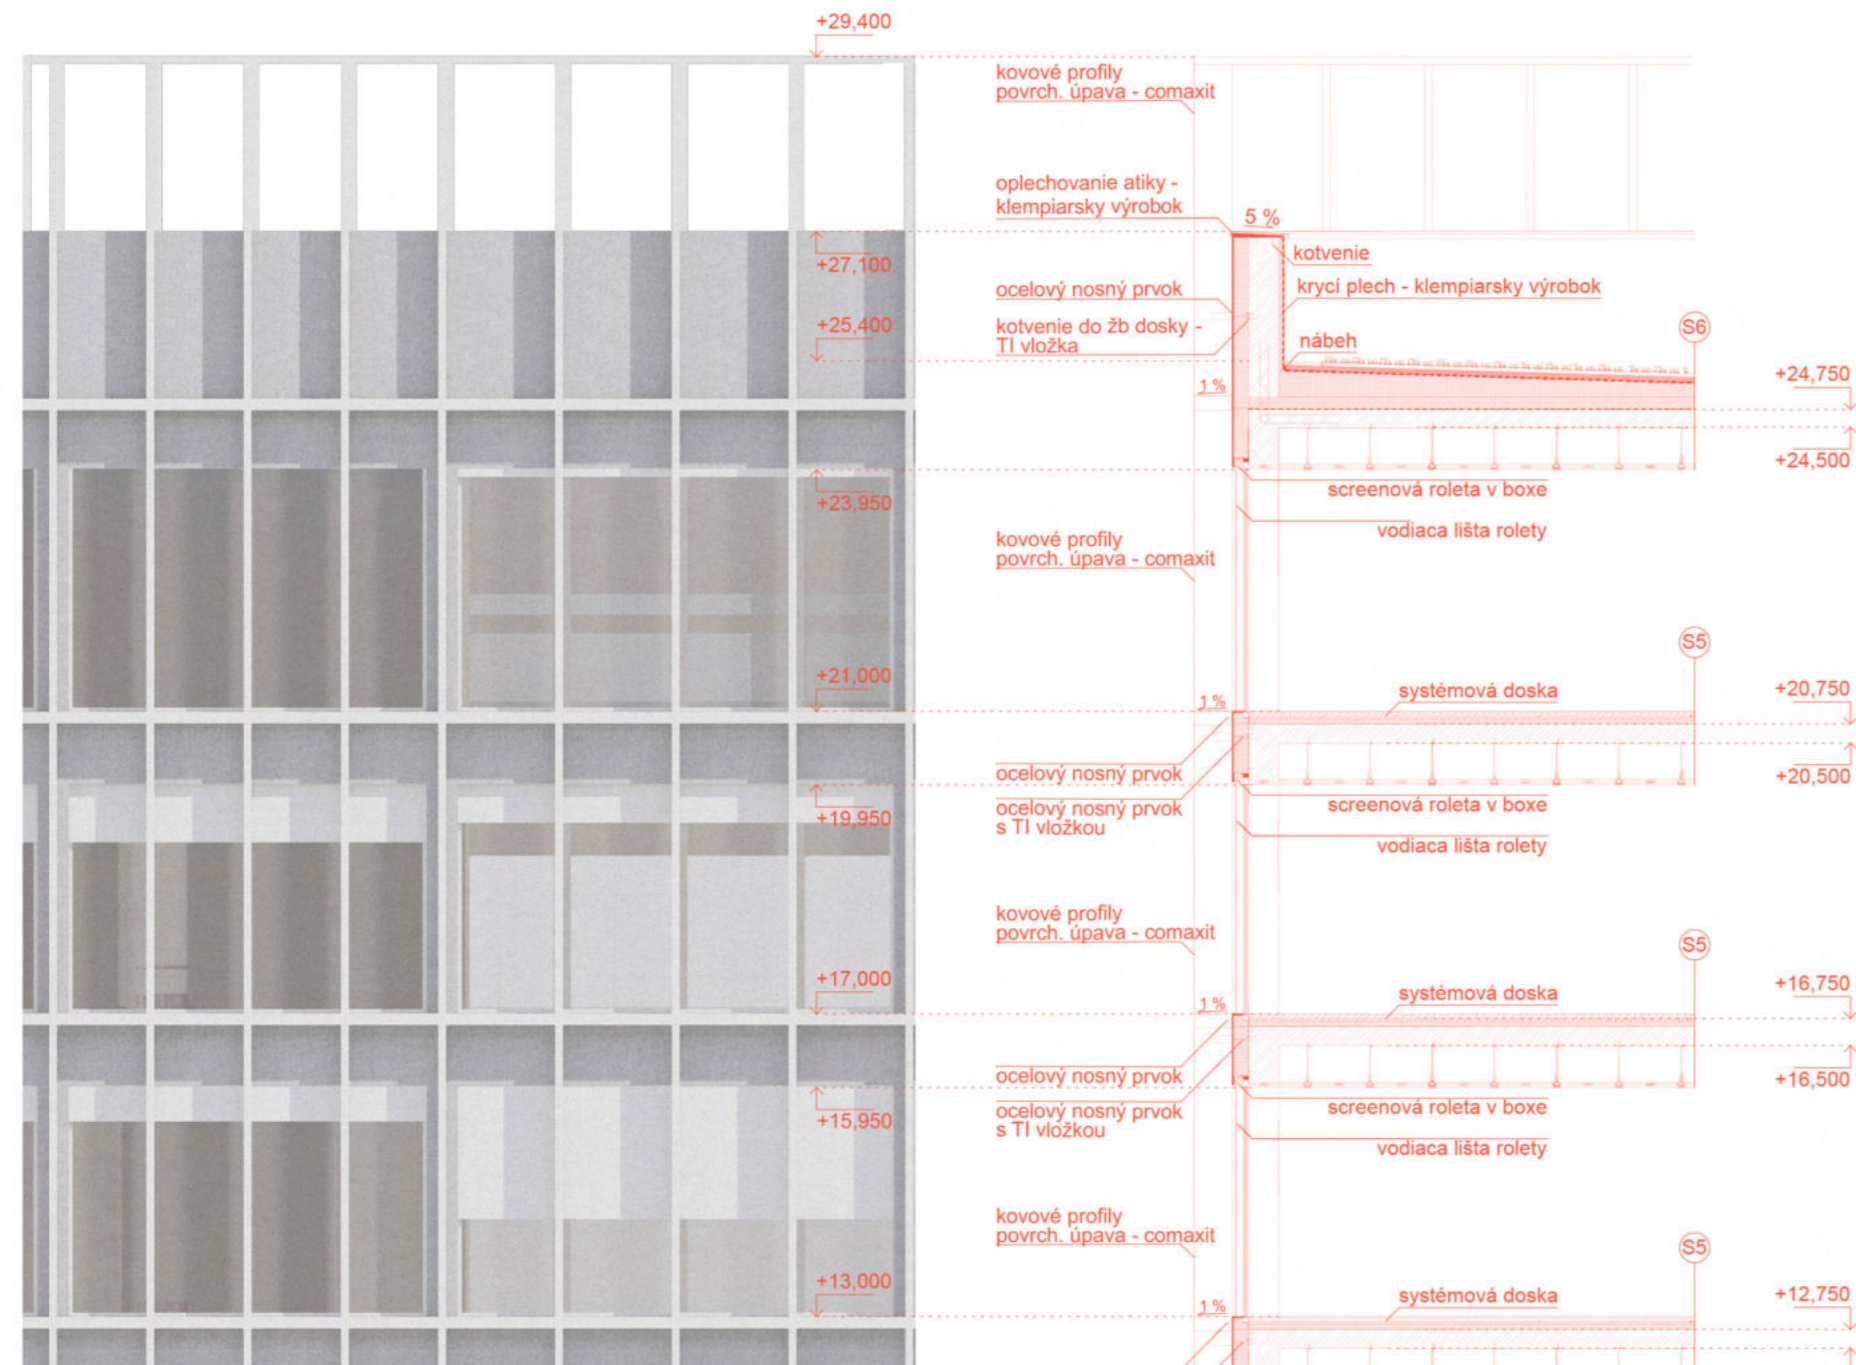 +29,400
kovové profily
povrch. úpava - comaxit
oplechovanie atiky -
klempiarsky výrobok
5 %
+27,100
kotvenie
ocelový nosný prvok
krycí plech - klempiarsky výrobok
+25,400
kotvenie do žb dosky -
TI vložka
nábeh
S6
1 %
+24,750
+24,500
+23,950
screenová roleta v boxe
vodiaca lišta rolety
kovové profily
povrch. úpava - comaxit
S5
+21,000
1 %
systémová doska
+20,750
ocelový nosný prvok
+20,500
ocelový nosný prvok
s TI vložkou
screenová roleta v boxe
+19,950
vodiaca lišta rolety
kovové profily
povrch. úpava - comaxit
S5
+17,000
1 %
systémová doska
+16,750
ocelový nosný prvok
+16,500
ocelový nosný prvok
s TI vložkou
screenová roleta v boxe
+15,950
vodiaca lišta rolety
kovové profily
povrch. úpava - comaxit
S5
+13,000
1 %
systémová doska
+12,750